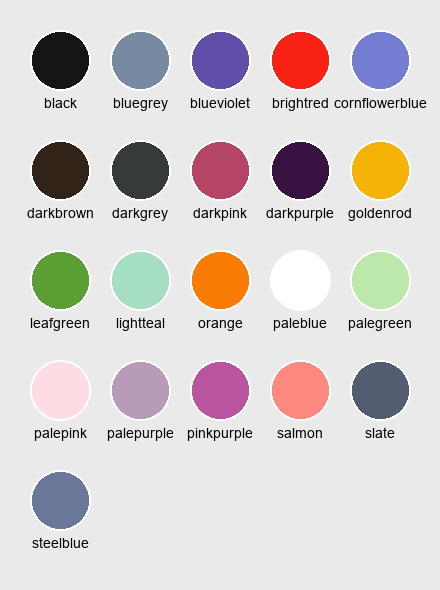 black bluegrey blueviolet brightred cornflowerblue
darkbrown darkgrey darkpink darkpurple goldenrod
leafgreen lightteal orange paleblue palegreen
palepink palepurple pinkpurple salmon slate
steelblue